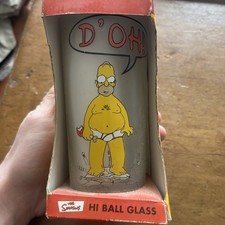 D'OH
THE Simpsons
HI BALL GLASS